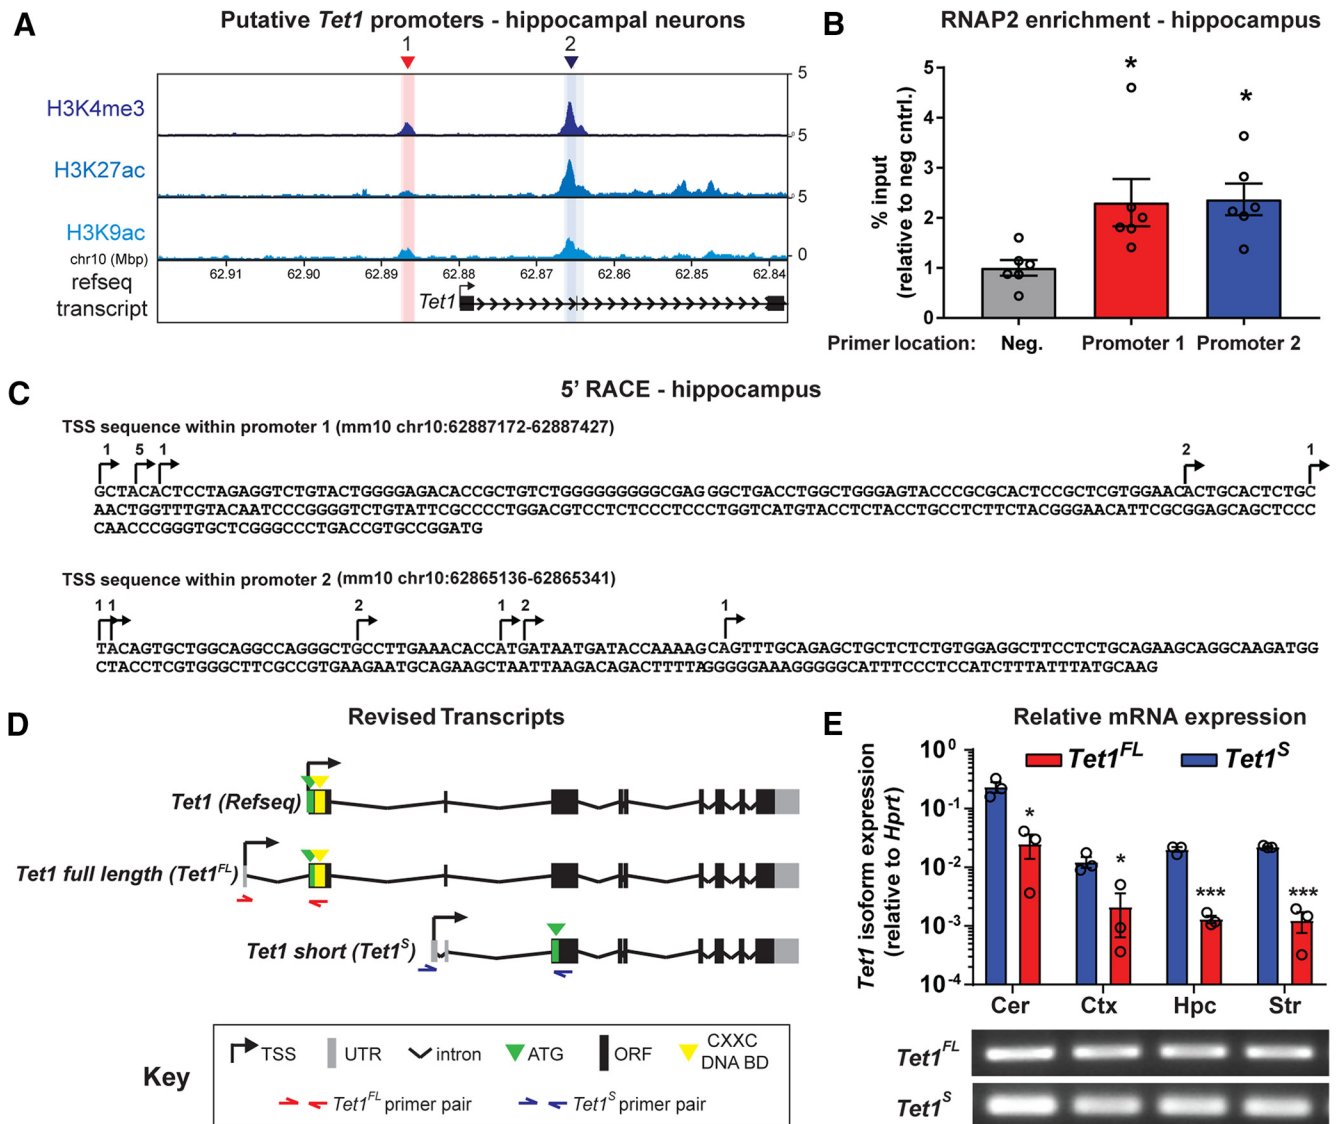 A
Putative Tet1 promoters - hippocampal neurons
1
2
5
H3K4me3
0
5
H3K27ac
0
5
H3K9ac
0
chr10 (Mbp)
62.91 62.90 62.89 62.88 62.87 62.86 62.85 62.84
refseq
transcript
Tet1
B
RNAP2 enrichment - hippocampus
% input
(relative to neg cntrl.)
5
4
3
2
1
0
*
*
Primer location: Neg. Promoter 1 Promoter 2
C
5’ RACE - hippocampus
TSS sequence within promoter 1 (mm10 chr10:62887172-62887427)
1 5 1 2 1
GCTACACTCCTAGAGGTCTGTACTGGGGAGACACCGCTGTCTGGGGGGGGGCGAGGGCTGACCTGGCTGGGAGTACCCGCGCACTCCGCTCGTGGAACACTGCACTCTGC
AACTGGTTTGTACAATCCCGGGGTCTGTATTCGCCCCTGGACGTCCTCTCCCTCCCTGGTCATGTACCTCTACCTGCCTCTTCTACGGGAACATTCGCGGAGCAGCTCCC
CAACCCGGGTGCTCGGGCCCTGACCGTGCCGGATG
TSS sequence within promoter 2 (mm10 chr10:62865136-62865341)
1 1 2 1 2 1
TACAGTGCTGGCAGGCCAGGGCTGCCTTGAAACACCATGATAATGATACCAAAAGCAGTTTGCAGAGCTGCTCTCTGTGGAGGCTTCCTCTGCAGAAGCAGGCAAGATGG
CTACCTCGTGGGCTTCGCCGTGAAGAATGCAGAAGCTAATTAAGACAGACTTTTAGGGGGAAAGGGGGCATTTCCCTCCATCTTTATTTATGCAAG
D
Revised Transcripts
Tet1 (Refseq)
Tet1 full length (Tet1FL)
Tet1 short (Tet1S)
Key
TSS UTR intron ATG ORF CXXC
DNA BD
Tet1FL primer pair Tet1S primer pair
E
Relative mRNA expression
Tet1 isoform expression
(relative to Hprt)
10^0
10^-1
10^-2
10^-3
10^-4
Tet1FL Tet1S
*
*
***
***
Cer Ctx Hpc Str
Tet1FL
Tet1S